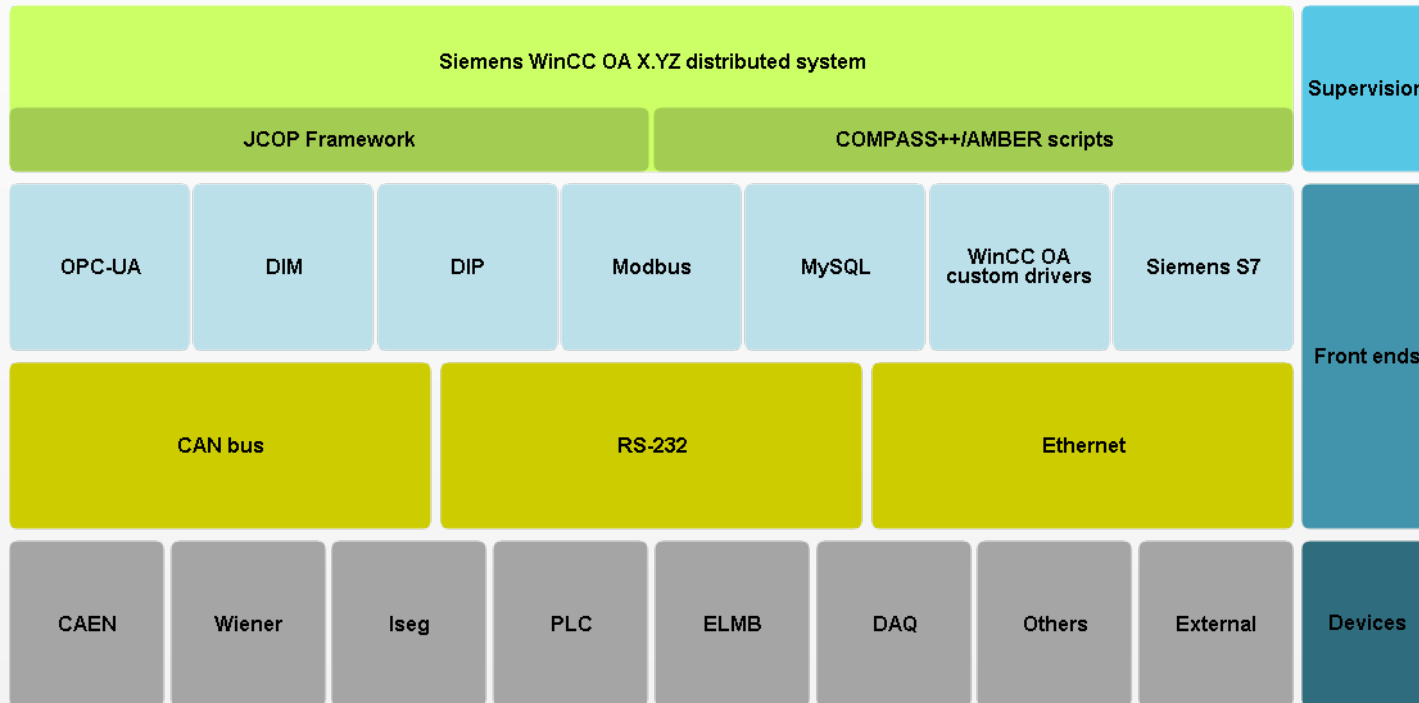 Siemens WinCC OA X.YZ distributed system
Supervision
JCOP Framework
COMPASS++/AMBER scripts
OPC-UA
DIM
DIP
Modbus
MySQL
WinCC OA
custom drivers
Siemens S7
Front ends
CAN bus
RS-232
Ethernet
CAEN
Wiener
Iseg
PLC
ELMB
DAQ
Others
External
Devices